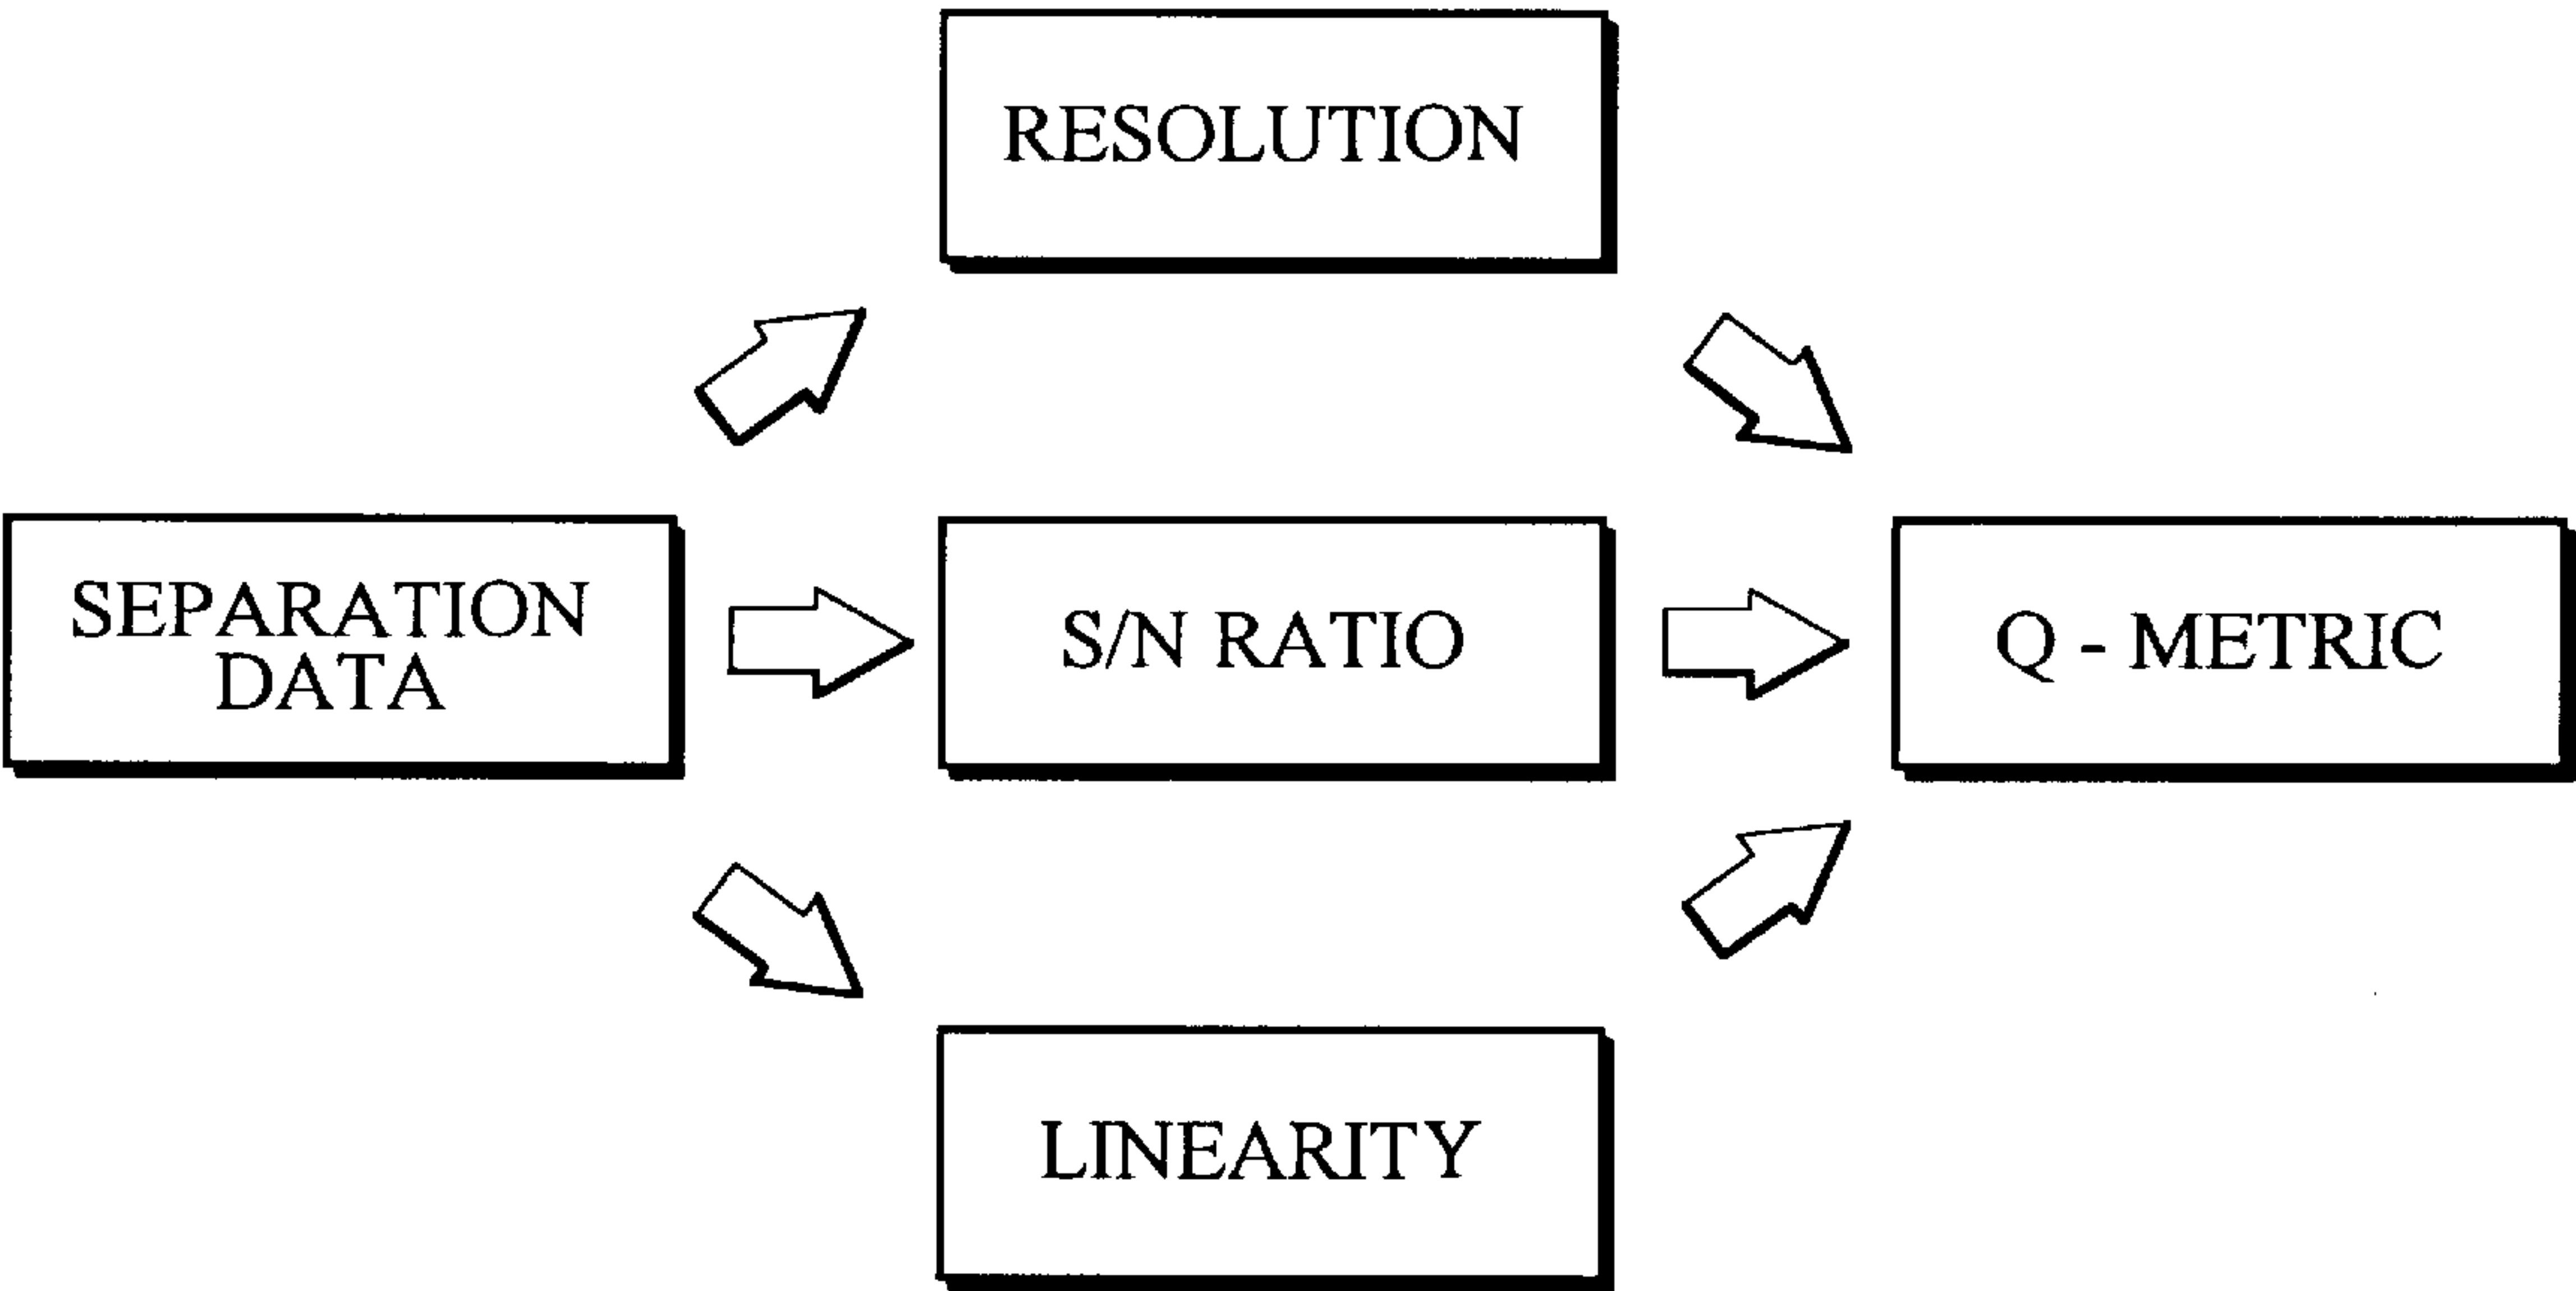 RESOLUTION
SEPARATION
DATA
S/N RATIO
Q - METRIC
LINEARITY